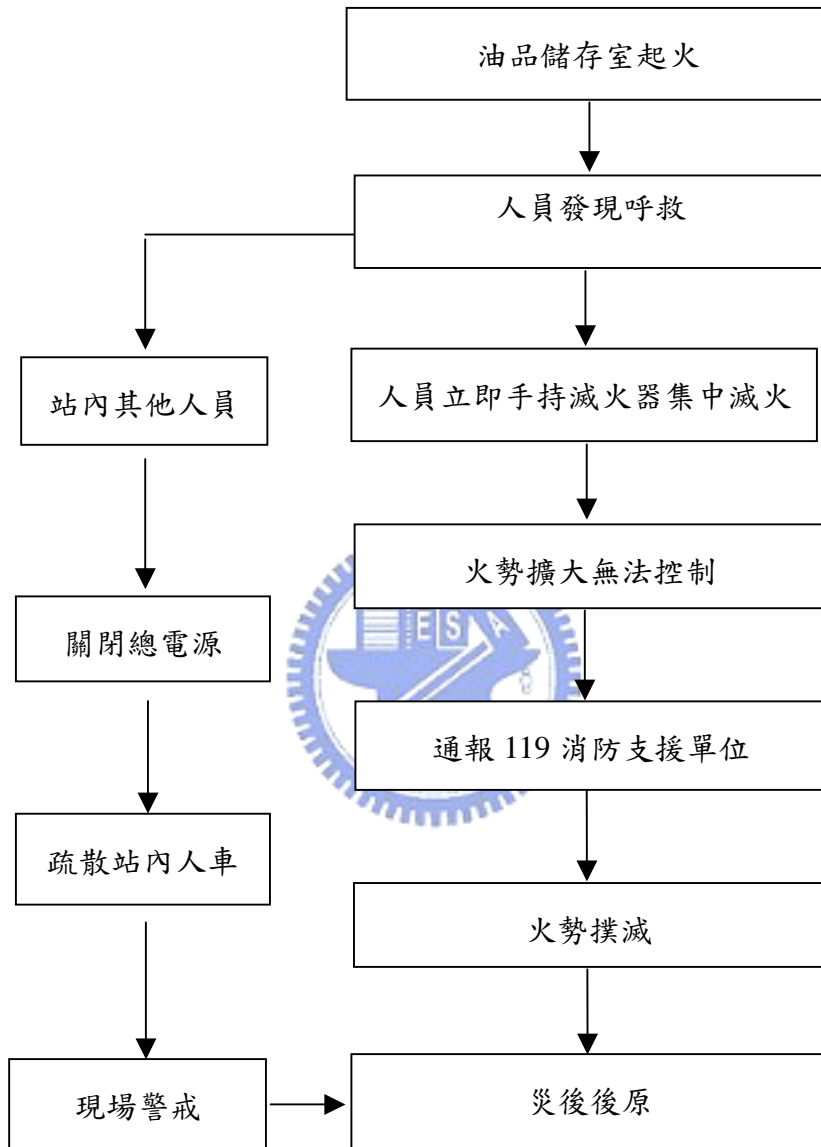 油品儲存室起火
人員發現呼救
站內其他人員
人員立即手持滅火器集中滅火
關閉總電源
火勢擴大無法控制
疏散站內人車
通報 119 消防支援單位
火勢撲滅
現場警戒
災後後原
E S A